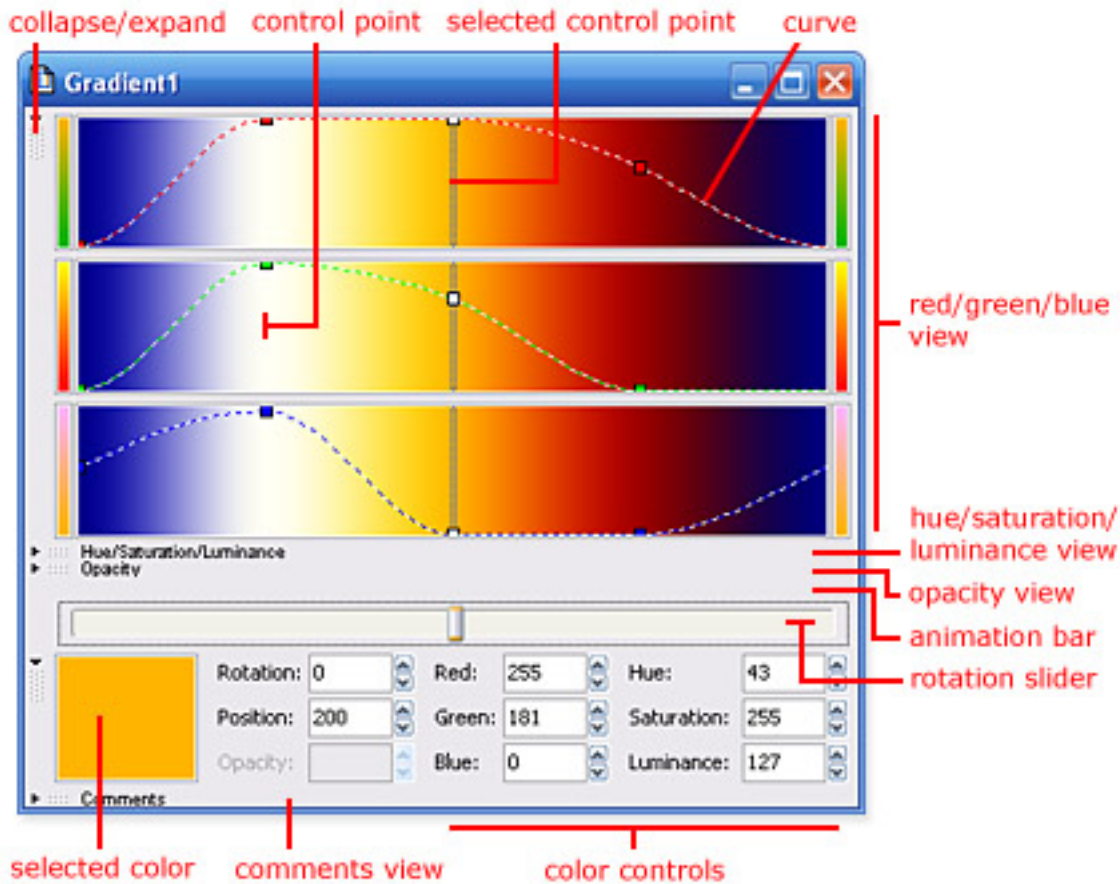 collapse/expand control point selected control point curve
Gradient1
red/green/blue
view
hue/saturation/
luminance view
Hue/Saturation/Luminance
Opacity
opacity view
animation bar
rotation slider
Rotation: 0 Red: 255 Hue: 43
Position: 200 Green: 181 Saturation: 255
Opacity: Blue: 0 Luminance: 127
Comments
selected color comments view color controls